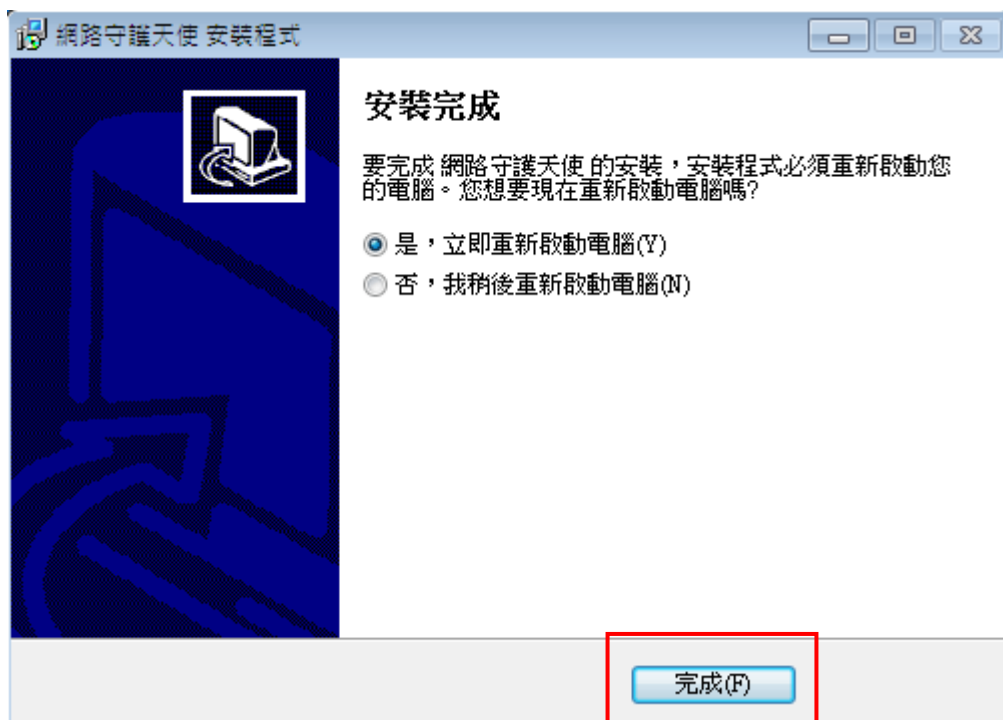 網路守護天使 安裝程式
安裝完成
要完成 網路守護天使 的安裝，安裝程式必須重新啟動您
的電腦。您想要現在重新啟動電腦嗎?
是，立即重新啟動電腦(Y)
否，我稍後重新啟動電腦(N)
完成(F)